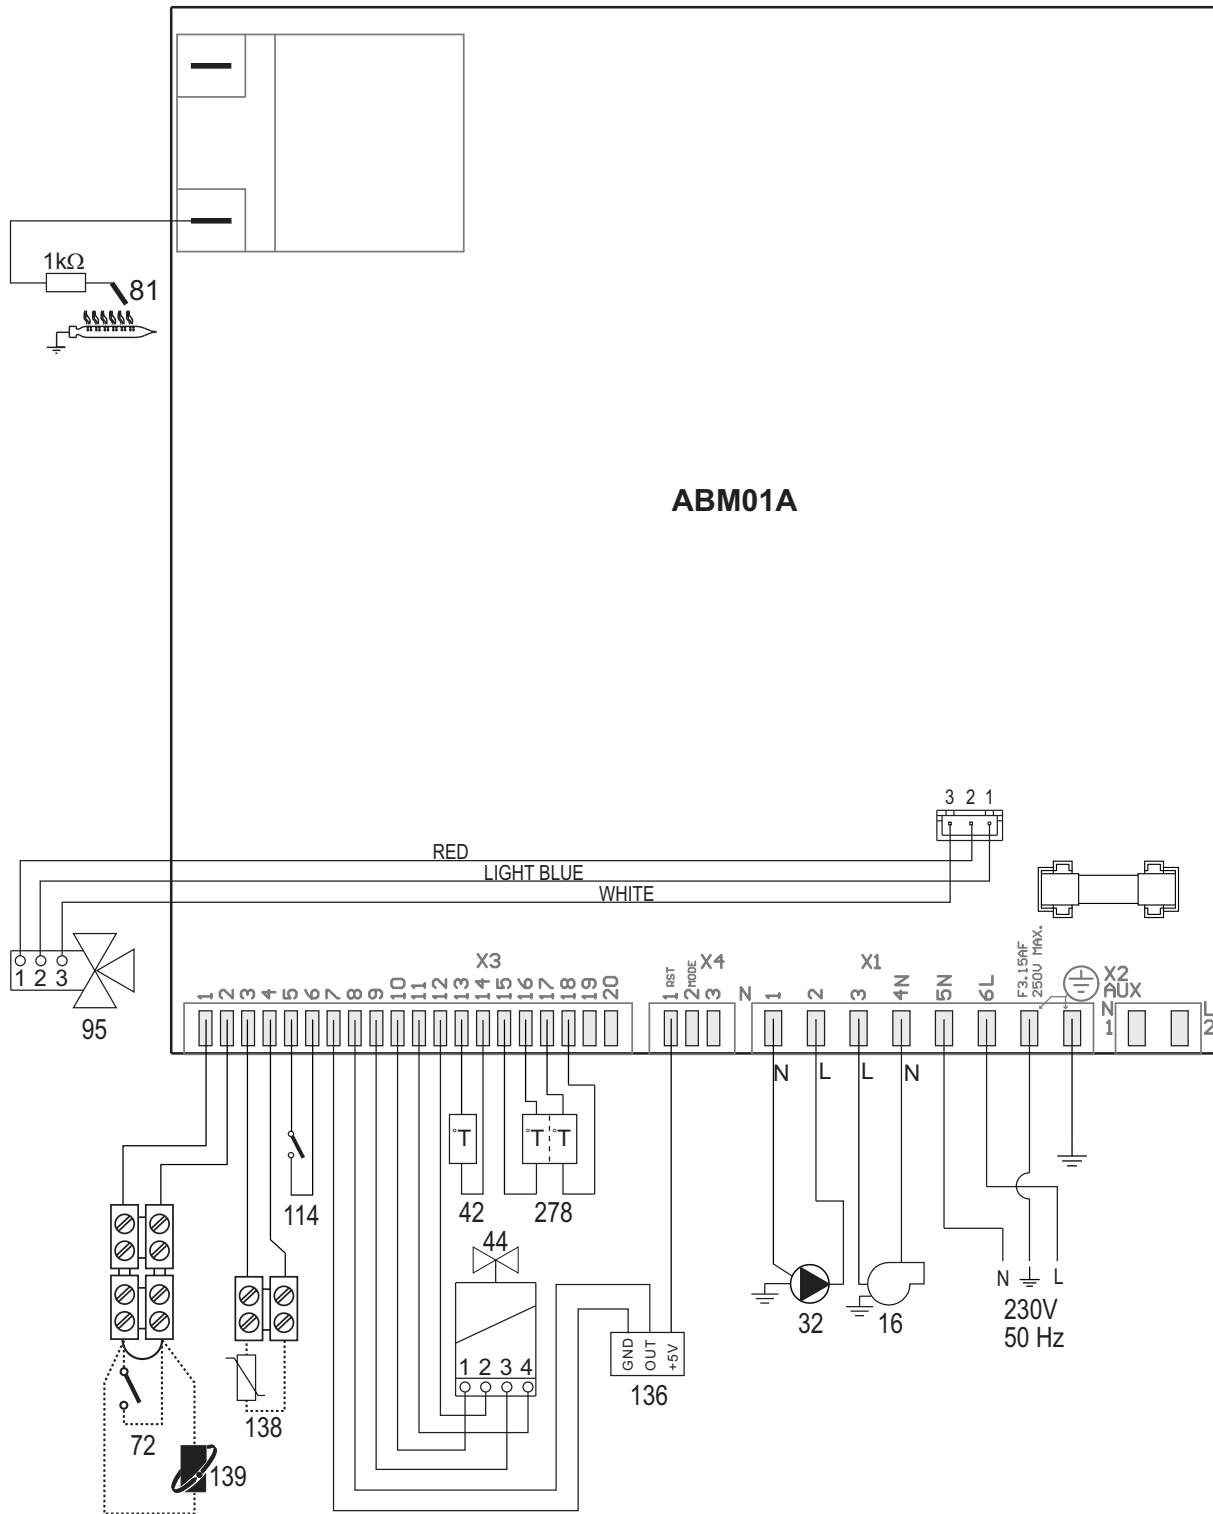 1kΩ
81
ABM01A
3 2 1
RED
LIGHT BLUE
WHITE
1 2 3
95
X3
1 2 3 4 5 6 7 8 9 10 11 12 13 14 15 16 17 18 19 20
X4
1 RST
2 MODE
3
X1
N 1 2 3 4N 5N 6L
F3.15AF
250V MAX.
X2
AUX
N
1
L
2
N L L N
°T °T °T
114
42
278
44
N L
230V
50 Hz
32
16
GND
OUT
+5V
136
1 2 3 4
138
72
139